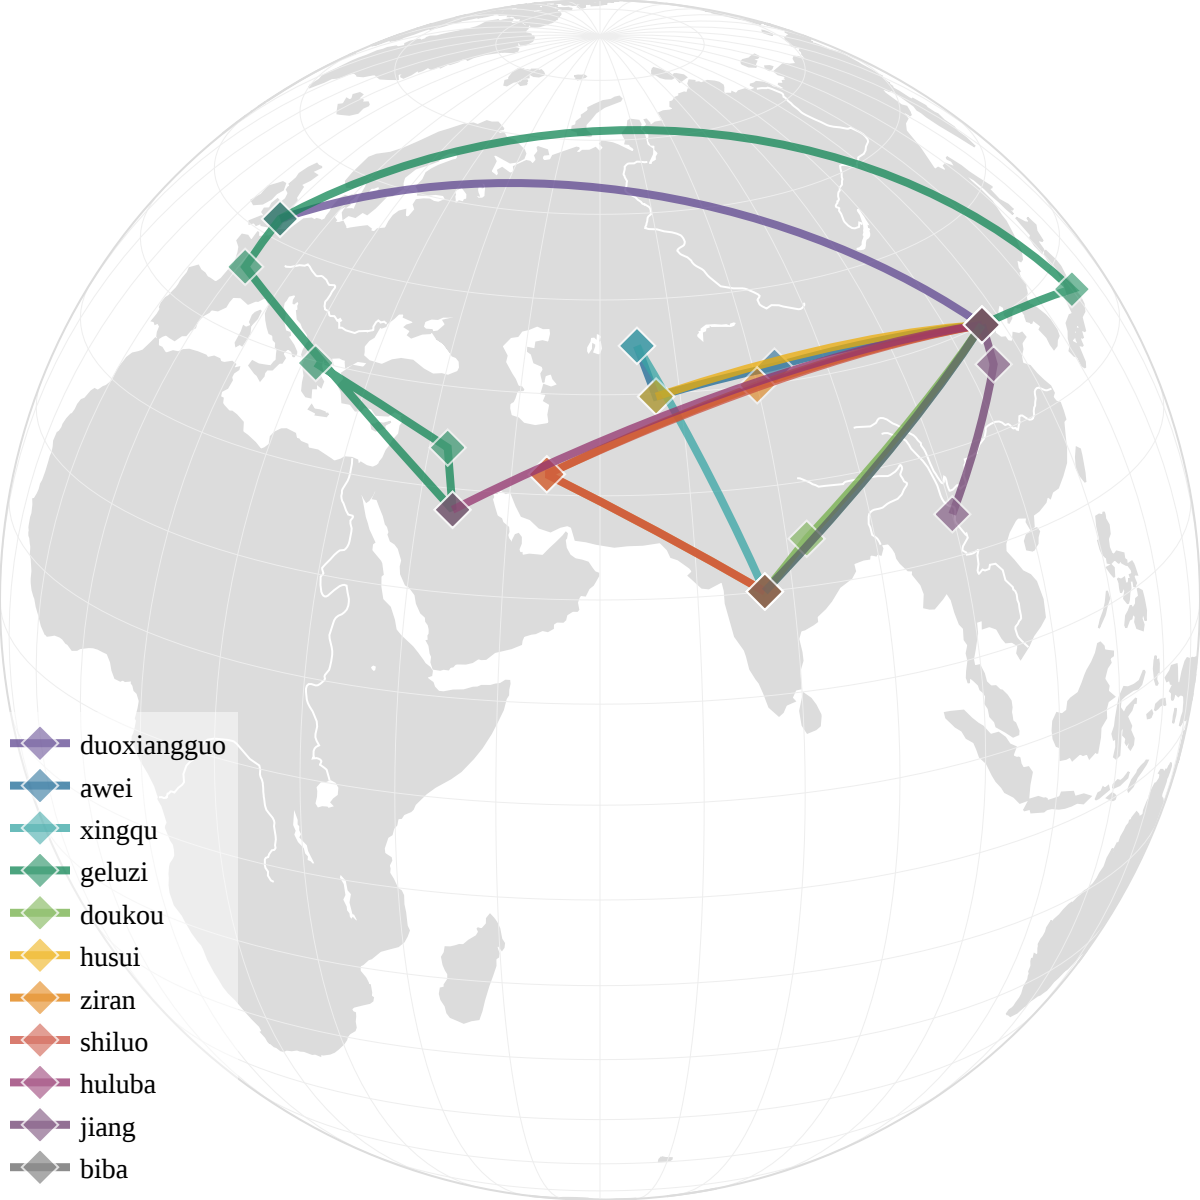 duoxiangguo
awei
xingqu
geluzi
doukou
husui
ziran
shiluo
huluba
jiang
biba